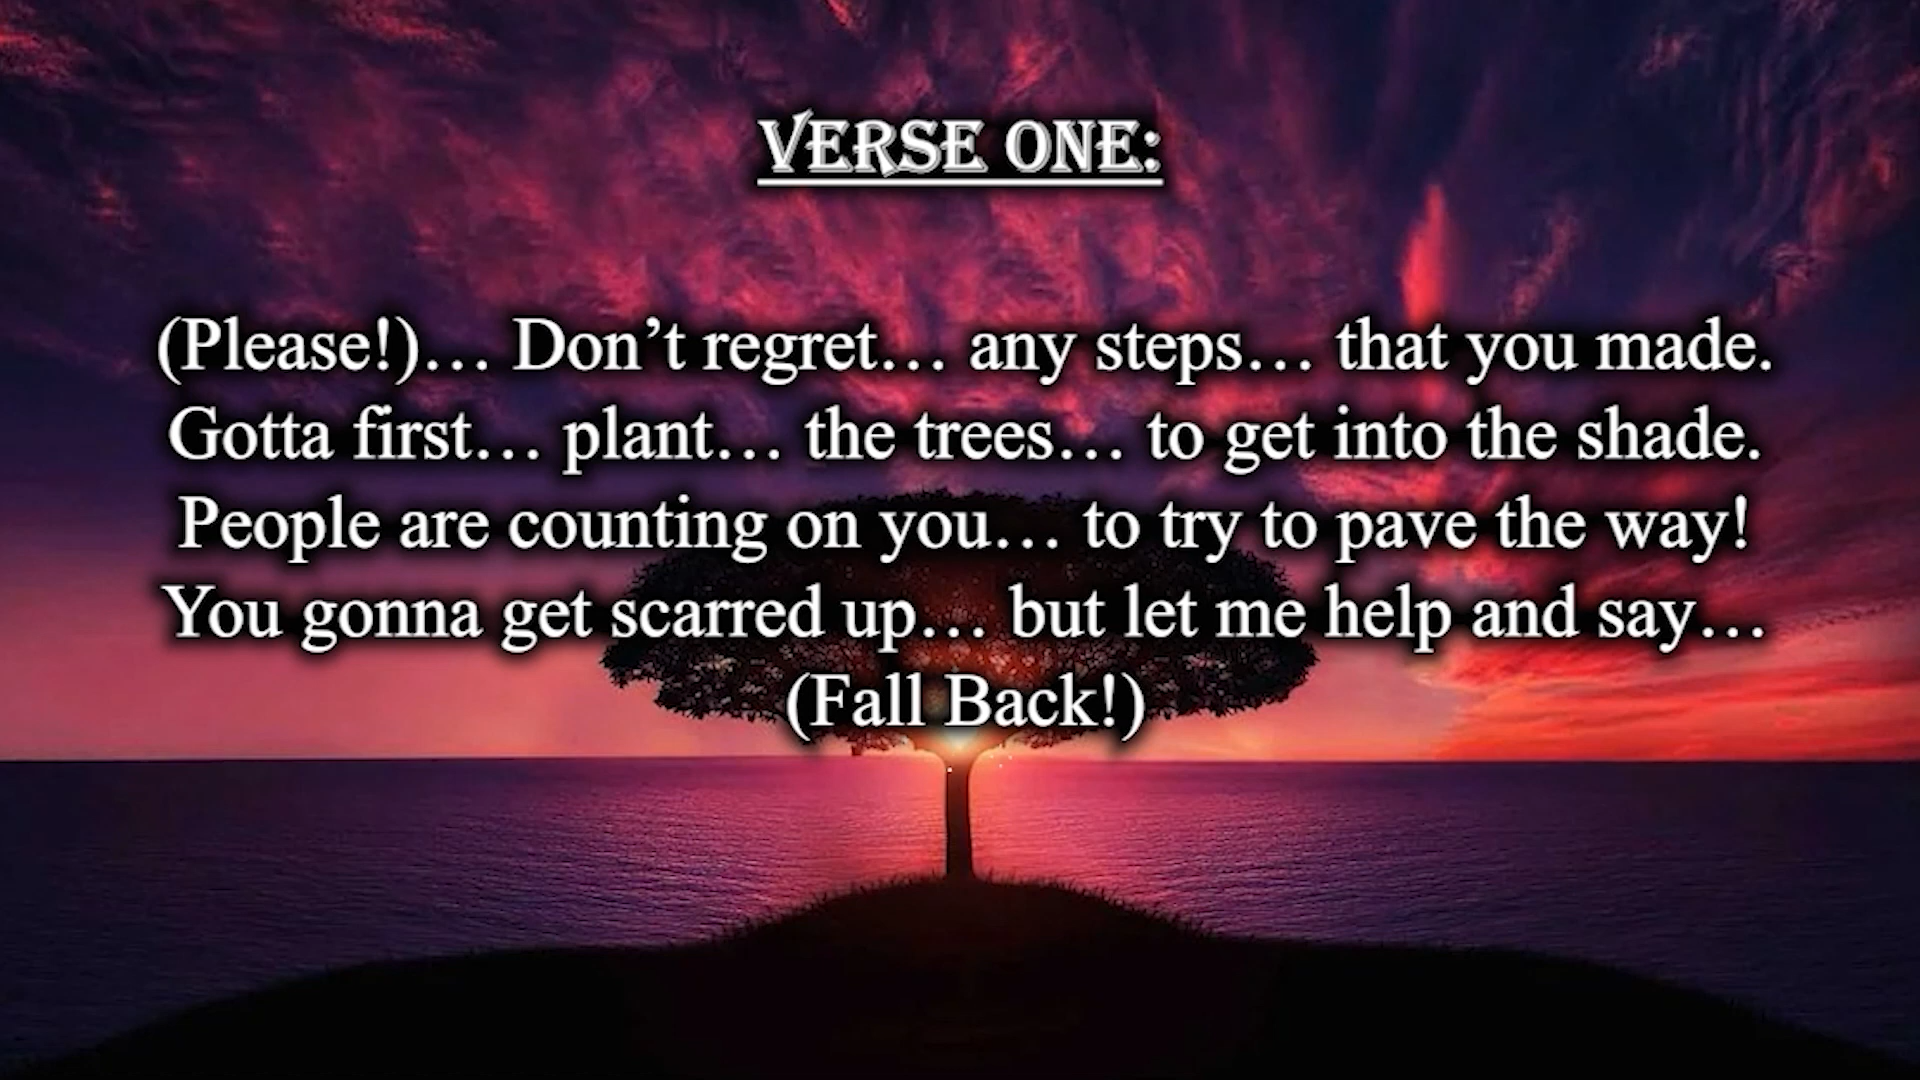 VERSE ONE:
(Please!)… Don’t regret… any steps… that you made.
Gotta first… plant… the trees… to get into the shade.
People are counting on you… to try to pave the way!
You gonna get scarred up… but let me help and say…
(Fall Back!)